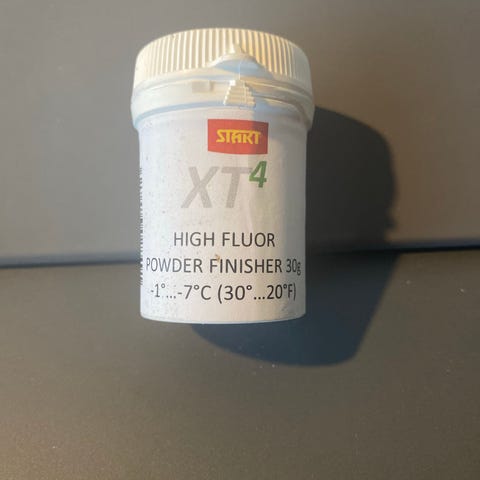 START
XT4
HIGH FLUOR
POWDER FINISHER 30g
-1°...-7°C (30°...20°F)